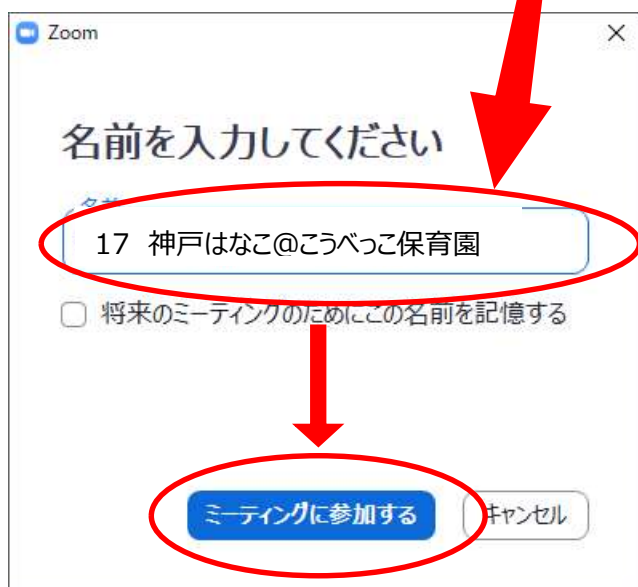 Zoom
名前を入力してください
名前
17 神戸はなこ@こうべっこ保育園
将来のミーティングのためにこの名前を記憶する
ミーティングに参加する
キャンセル